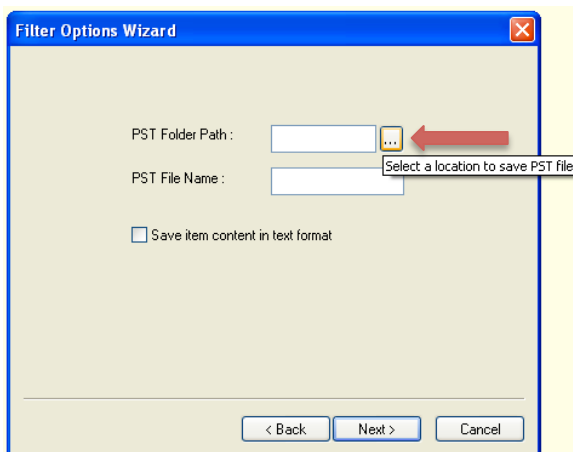 Filter Options Wizard
PST Folder Path :
...
Select a location to save PST file
PST File Name :
Save item content in text format
< Back
Next >
Cancel